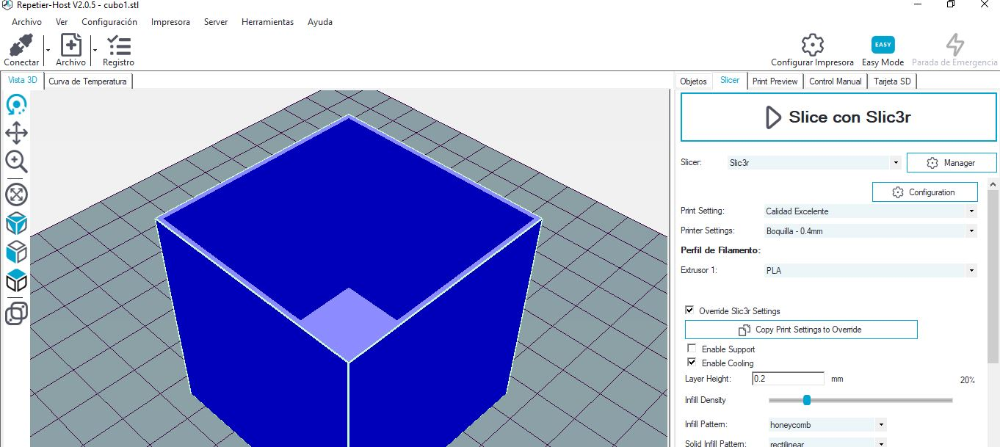 Repetier-Host V2.0.5 - cubo1.stl
Archivo Ver Configuración Impresora Server Herramientas Ayuda
Conectar Archivo Registro Configurar Impresora EASY Easy Mode Parada de Emergencia
Vista 3D Curva de Temperatura Objetos Slicer Print Preview Control Manual Tarjeta SD
Slice con Slic3r
Slicer: Slic3r Manager
Configuration
Print Setting: Calidad Excelente
Printer Settings: Boquilla - 0.4mm
Perfil de Filamento:
Extrusor 1: PLA
Override Slic3r Settings
Copy Print Settings to Override
Enable Support
Enable Cooling
Layer Height: 0.2 mm
20%
Infill Density
Infill Pattern: honeycomb
Solid Infill Pattern: rectilinear